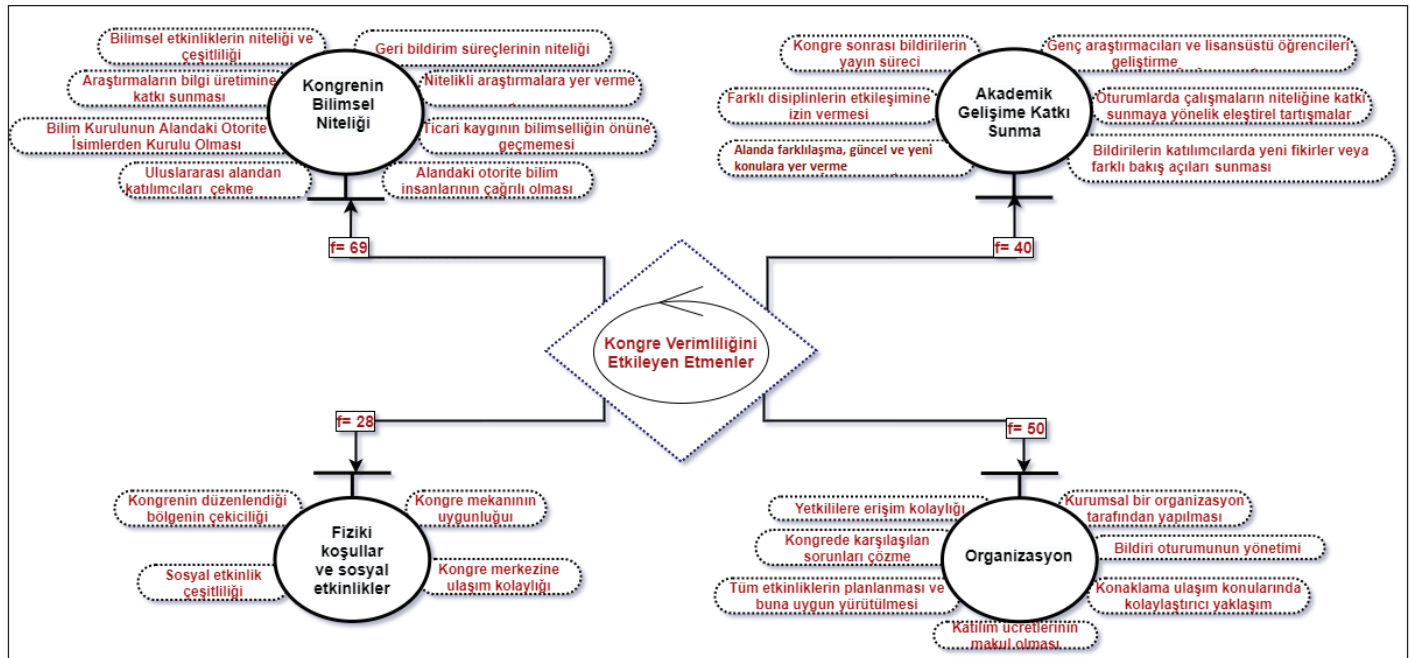 Bilimsel etkinliklerin niteliği ve
çeşitliliği
Araştırmaların bilgi üretimine
katkı sunması
Bilim Kurulunun Alandaki Otorite
İsimlerden Kurulu Olması
Uluslararası alandan
katılımcıları çekme
Kongrenin
Bilimsel
Niteliği
Geri bildirim süreçlerinin niteliği
Nitelikli araştırmalara yer verme
Ticari kaygının bilimselliğin önüne
geçmemesi
Alandaki otorite bilim
insanlarının çağrılı olması
f= 69
Kongre sonrası bildirilerin
yayın süreci
Farklı disiplinlerin etkileşimine
izin vermesi
Alanda farklılaşma, güncel ve yeni
konulara yer verme
Akademik
Gelişime Katkı
Sunma
Genç araştırmacıları ve lisansüstü öğrencileri
geliştirme
Oturumlarda çalışmaların niteliğine katkı
sunmaya yönelik eleştirel tartışmalar
Bildirilerin katılımcılarda yeni fikirler veya
farklı bakış açıları sunması
f= 40
Kongre Verimliliğini
Etkileyen Etmenler
f= 28
Kongrenin düzenlendiği
bölgenin çekiciliği
Sosyal etkinlik
çeşitliliği
Fiziki
koşullar
ve sosyal
etkinlikler
Kongre mekanının
uygunluğuı
Kongre merkezine
ulaşım kolaylığı
f= 50
Yetkililere erişim kolaylığı
Kongrede karşılaşılan
sorunları çözme
Tüm etkinliklerin planlanması ve
buna uygun yürütülmesi
Organizasyon
Kurumsal bir organizasyon
tarafından yapılması
Bildiri oturumunun yönetimi
Konaklama ulaşım konularında
kolaylaştırıcı yaklaşım
Katılım ücretlerinin
makul olması